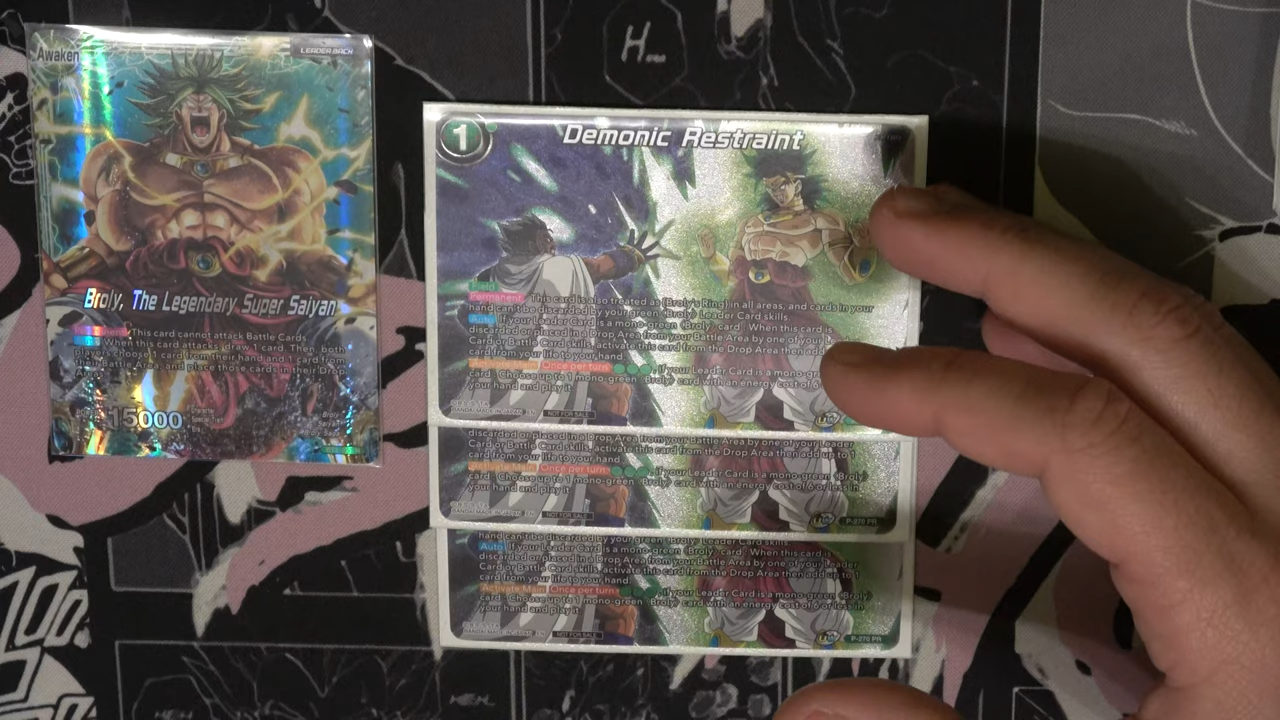 Awaken
LEADER BACK
Broly, The Legendary Super Saiyan
This card cannot attack Battle Cards
When this card attacks, draw 1 card. Then, both
players choose 1 card from their hand and 1 card from
their Battle Area, and place those cards in their Drop
15000
Broly
1
Demonic Restraint
Field
Permanent This card is also treated as {Broly's Ring} in all areas, and cards in your
hand can't be discarded by your green ‹Broly› Leader Card skills.
Auto If your Leader Card is a mono-green ‹Broly› card: When this card is
discarded or placed in a Drop Area from your Battle Area by one of your Leader
Card or Battle Card skills, activate this card from the Drop Area then add up to 1
card from your life to your hand.
Activate Main Once per turn , if your Leader Card is a mono-green
card: Choose up to 1 mono-green ‹Broly› card with an energy cost of 6
your hand and play it.
BANDAI MADE IN JAPAN EN NOT FOR SALE
discarded or placed in a Drop Area from your Battle Area by one of your Leader
Card or Battle Card skills, activate this card from the Drop Area then add up to 1
card from your life to your hand.
Activate Main Once per turn , if your Leader Card is a mono-green ‹Broly›
card: Choose up to 1 mono-green ‹Broly› card with an energy cost of 6 or less in
your hand and play it.
BANDAI MADE IN JAPAN EN NOT FOR SALE
P-270 PR
hand can't be discarded by your green ‹Broly› Leader Card skills.
Auto If your Leader Card is a mono-green ‹Broly› card: When this card is
discarded or placed in a Drop Area from your Battle Area by one of your Leader
Card or Battle Card skills, activate this card from the Drop Area then add up to 1
card from your life to your hand.
Activate Main Once per turn , if your Leader Card is a mono-green ‹Broly›
card: Choose up to 1 mono-green ‹Broly› card with an energy cost of 6 or less in
your hand and play it.
BANDAI MADE IN JAPAN EN NOT FOR SALE
P-270 PR